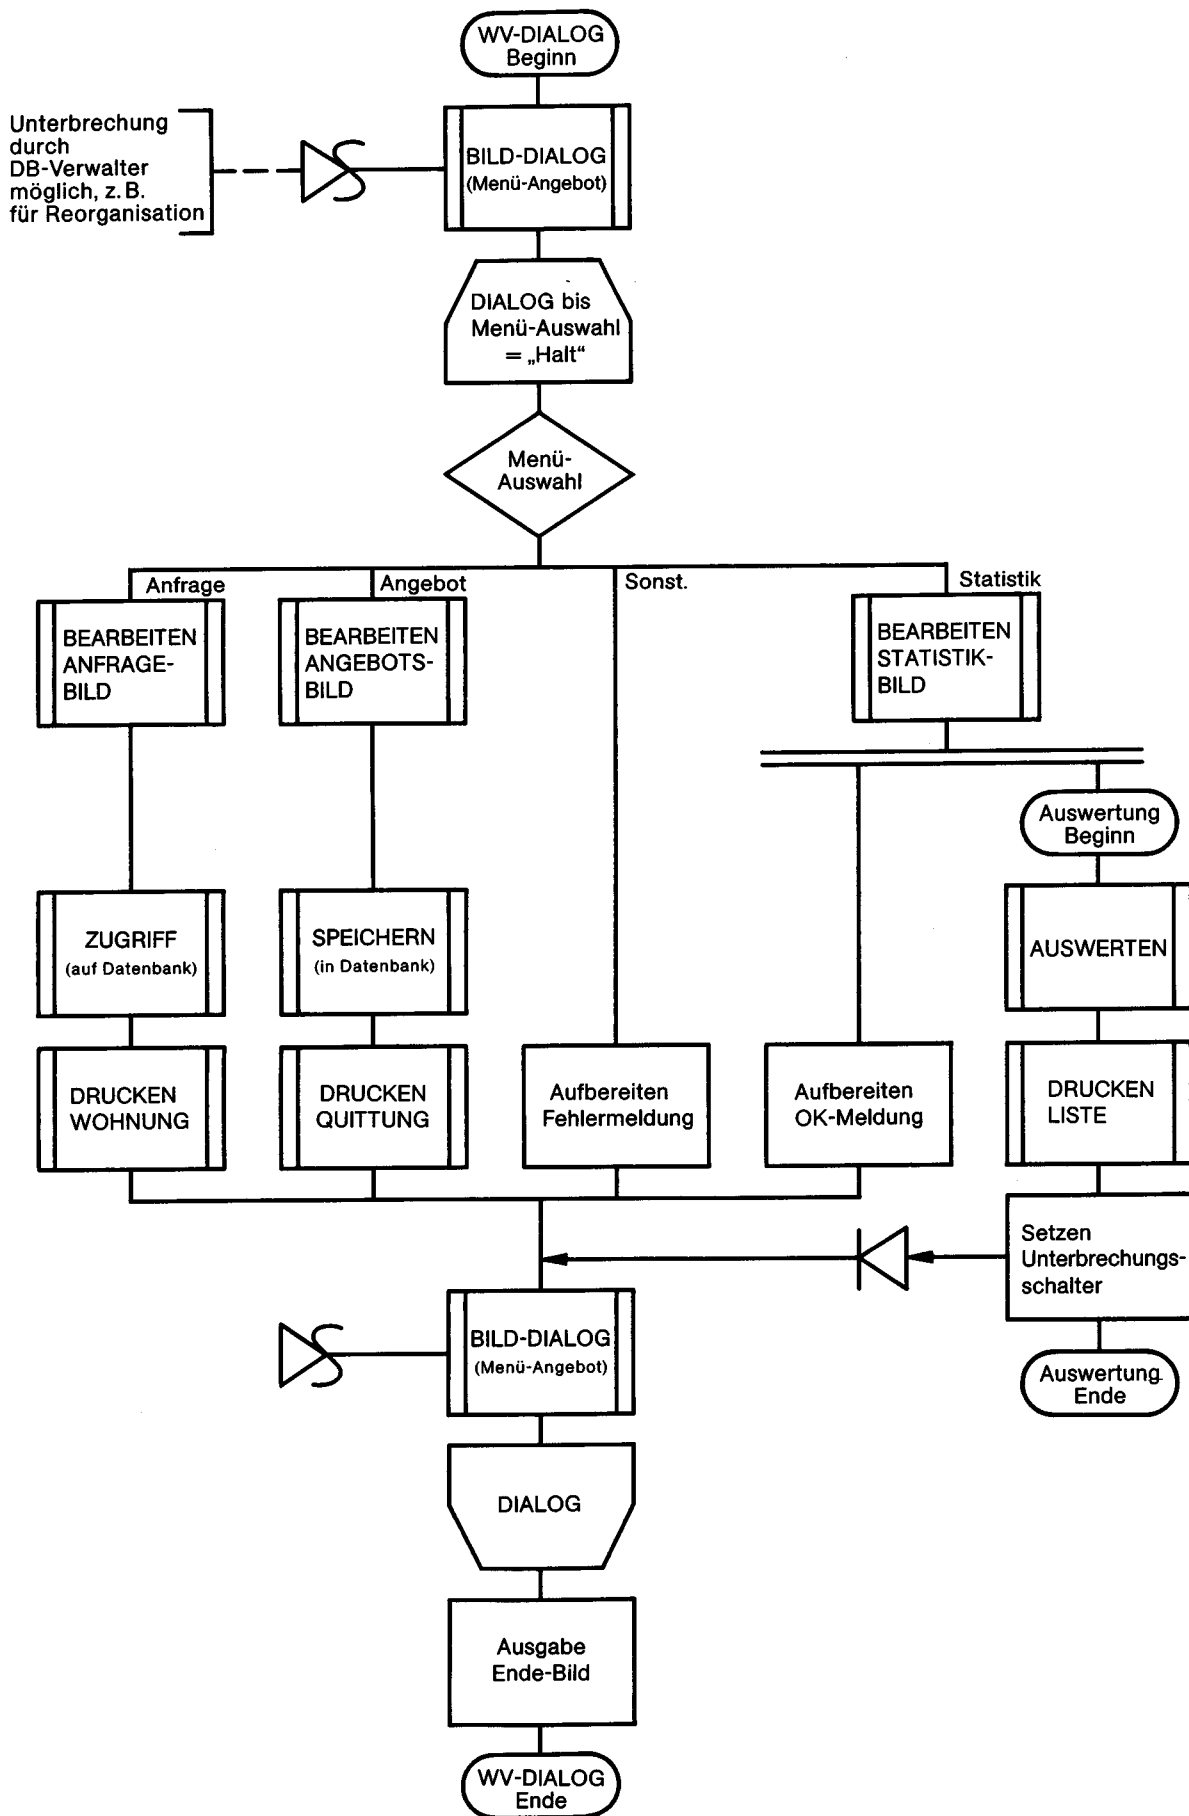 WV-DIALOG
Beginn
Unterbrechung
durch
DB-Verwalter
möglich, z.B.
für Reorganisation
BILD-DIALOG
(Menü-Angebot)
DIALOG bis
Menü-Auswahl
= „Halt“
Menü-
Auswahl
Anfrage
Angebot
Sonst.
Statistik
BEARBEITEN
ANFRAGE-
BILD
BEARBEITEN
ANGEBOTS-
BILD
BEARBEITEN
STATISTIK-
BILD
Auswertung
Beginn
ZUGRIFF
(auf Datenbank)
SPEICHERN
(in Datenbank)
AUSWERTEN
DRUCKEN
WOHNUNG
DRUCKEN
QUITTUNG
Aufbereiten
Fehlermeldung
Aufbereiten
OK-Meldung
DRUCKEN
LISTE
Setzen
Unterbrechungs-
schalter
BILD-DIALOG
(Menü-Angebot)
Auswertung
Ende
DIALOG
Ausgabe
Ende-Bild
WV-DIALOG
Ende